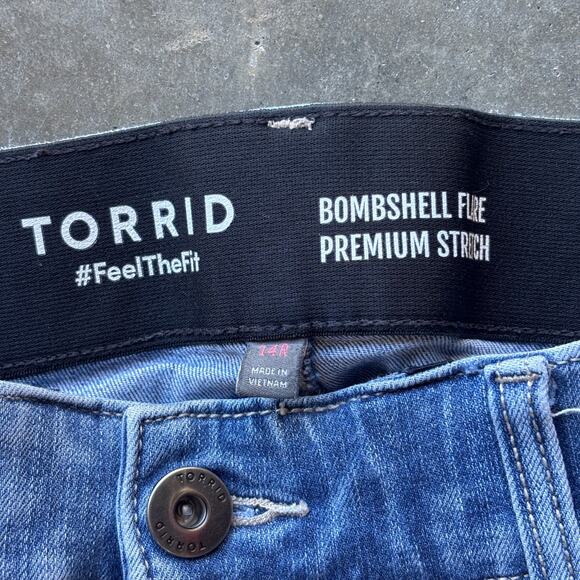 TORRID
#FeelTheFit
BOMBSHELL FLARE
PREMIUM STRETCH
14R
MADE IN
VIETNAM
TORRID
TORRID